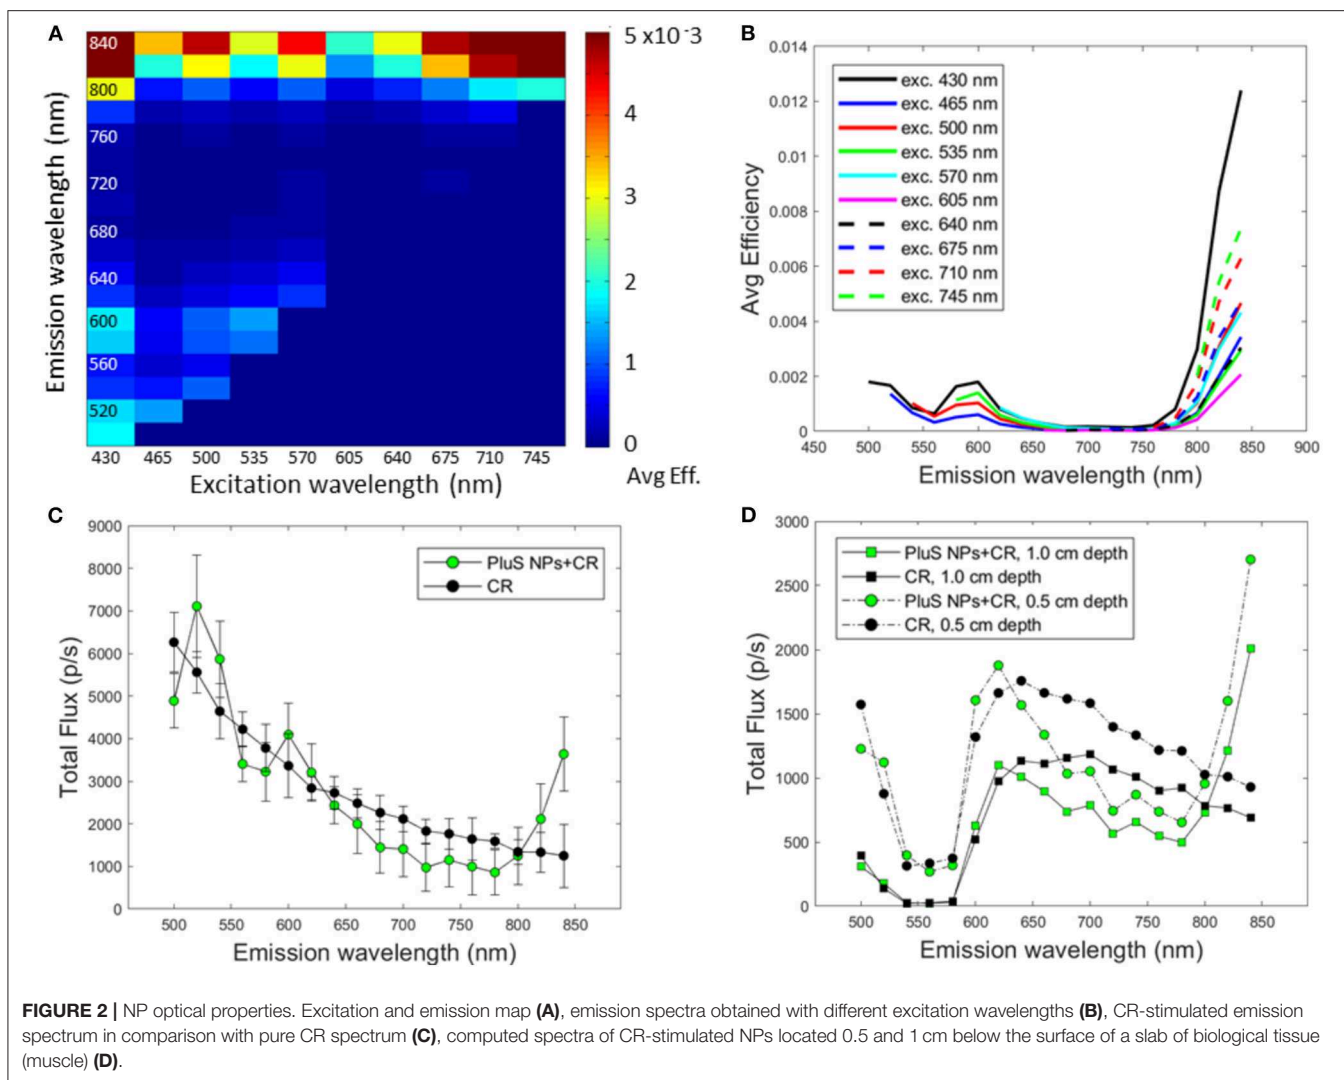 A
Emission wavelength (nm)
840
800
760
720
680
640
600
560
520
430 465 500 535 570 605 640 675 710 745
Excitation wavelength (nm)
5 x10 -3
4
3
2
1
0
Avg Eff.
B
Avg Efficiency
0.014
0.012
0.01
0.008
0.006
0.004
0.002
0
exc. 430 nm
exc. 465 nm
exc. 500 nm
exc. 535 nm
exc. 570 nm
exc. 605 nm
exc. 640 nm
exc. 675 nm
exc. 710 nm
exc. 745 nm
450 500 550 600 650 700 750 800 850 900
Emission wavelength (nm)
C
Total Flux (p/s)
9000
8000
7000
6000
5000
4000
3000
2000
1000
0
PluS NPs+CR
CR
500 550 600 650 700 750 800 850
Emission wavelength (nm)
D
Total Flux (p/s)
3000
2500
2000
1500
1000
500
0
PluS NPs+CR, 1.0 cm depth
CR, 1.0 cm depth
PluS NPs+CR, 0.5 cm depth
CR, 0.5 cm depth
500 550 600 650 700 750 800 850
Emission wavelength (nm)
FIGURE 2 | NP optical properties. Excitation and emission map (A), emission spectra obtained with different excitation wavelengths (B), CR-stimulated emission
spectrum in comparison with pure CR spectrum (C), computed spectra of CR-stimulated NPs located 0.5 and 1 cm below the surface of a slab of biological tissue
(muscle) (D).